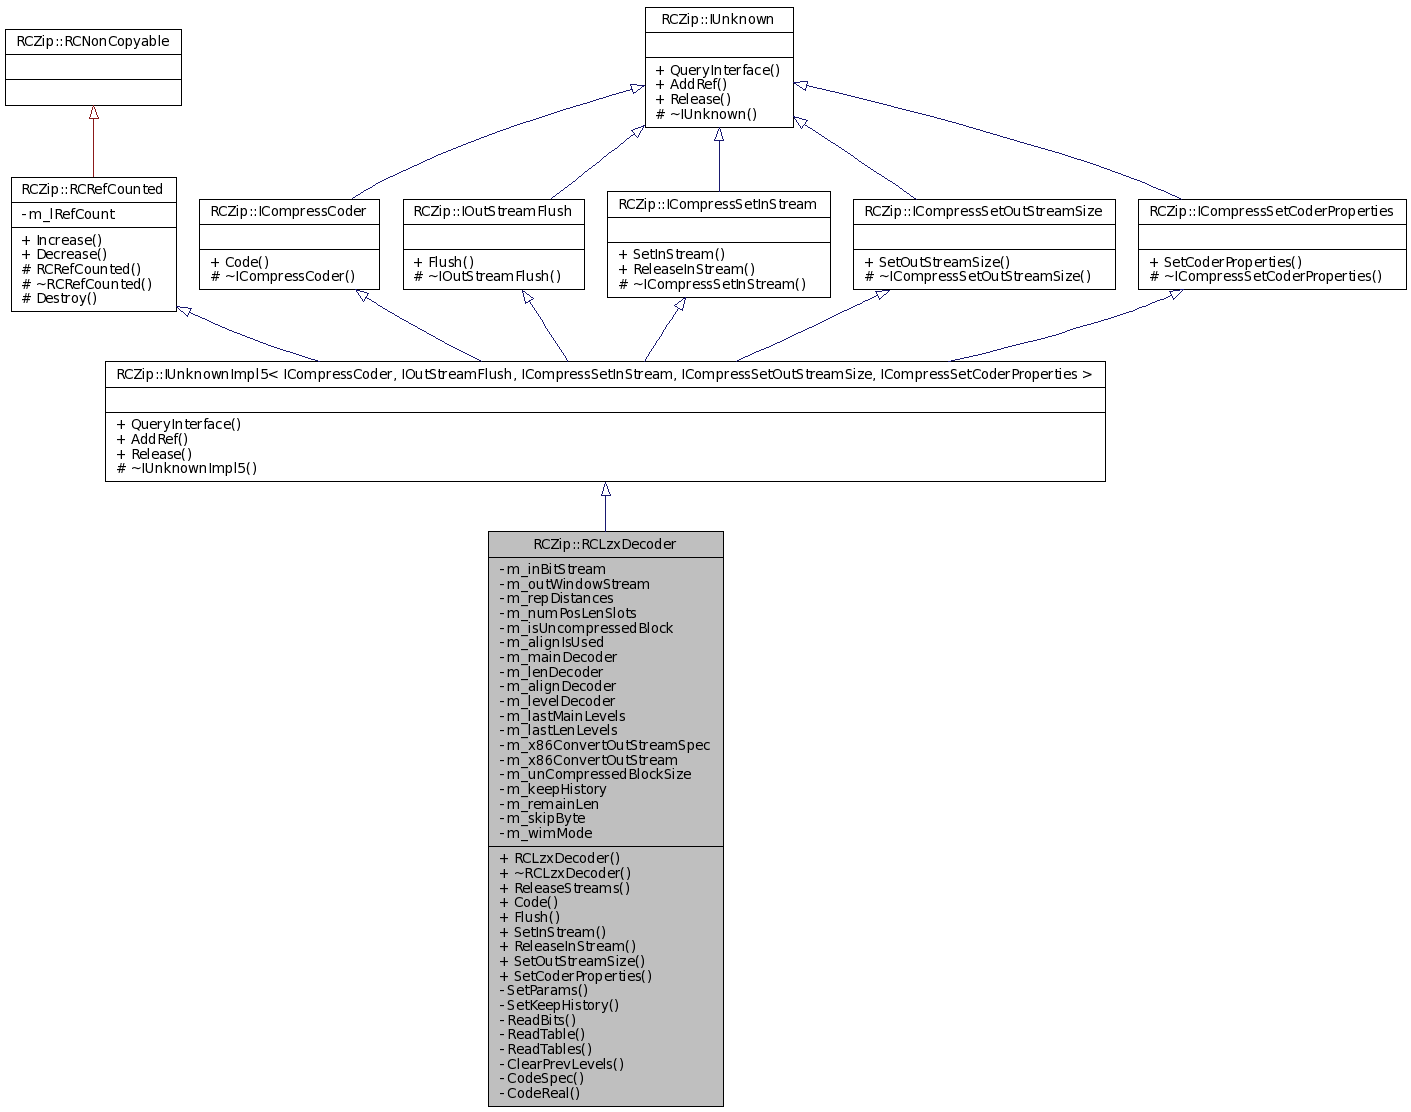 RCZip::RCNonCopyable
RCZip::IUnknown
+ QueryInterface()
+ AddRef()
+ Release()
# ~IUnknown()
RCZip::RCRefCounted
- m_lRefCount
+ Increase()
+ Decrease()
# RCRefCounted()
# ~RCRefCounted()
# Destroy()
RCZip::ICompressCoder
+ Code()
# ~ICompressCoder()
RCZip::IOutStreamFlush
+ Flush()
# ~IOutStreamFlush()
RCZip::ICompressSetInStream
+ SetInStream()
+ ReleaseInStream()
# ~ICompressSetInStream()
RCZip::ICompressSetOutStreamSize
+ SetOutStreamSize()
# ~ICompressSetOutStreamSize()
RCZip::ICompressSetCoderProperties
+ SetCoderProperties()
# ~ICompressSetCoderProperties()
RCZip::IUnknownImpl5< ICompressCoder, IOutStreamFlush, ICompressSetInStream, ICompressSetOutStreamSize, ICompressSetCoderProperties >
+ QueryInterface()
+ AddRef()
+ Release()
# ~IUnknownImpl5()
RCZip::RCLzxDecoder
- m_inBitStream
- m_outWindowStream
- m_repDistances
- m_numPosLenSlots
- m_isUncompressedBlock
- m_alignIsUsed
- m_mainDecoder
- m_lenDecoder
- m_alignDecoder
- m_levelDecoder
- m_lastMainLevels
- m_lastLenLevels
- m_x86ConvertOutStreamSpec
- m_x86ConvertOutStream
- m_unCompressedBlockSize
- m_keepHistory
- m_remainLen
- m_skipByte
- m_wimMode
+ RCLzxDecoder()
+ ~RCLzxDecoder()
+ ReleaseStreams()
+ Code()
+ Flush()
+ SetInStream()
+ ReleaseInStream()
+ SetOutStreamSize()
+ SetCoderProperties()
- SetParams()
- SetKeepHistory()
- ReadBits()
- ReadTable()
- ReadTables()
- ClearPrevLevels()
- CodeSpec()
- CodeReal()